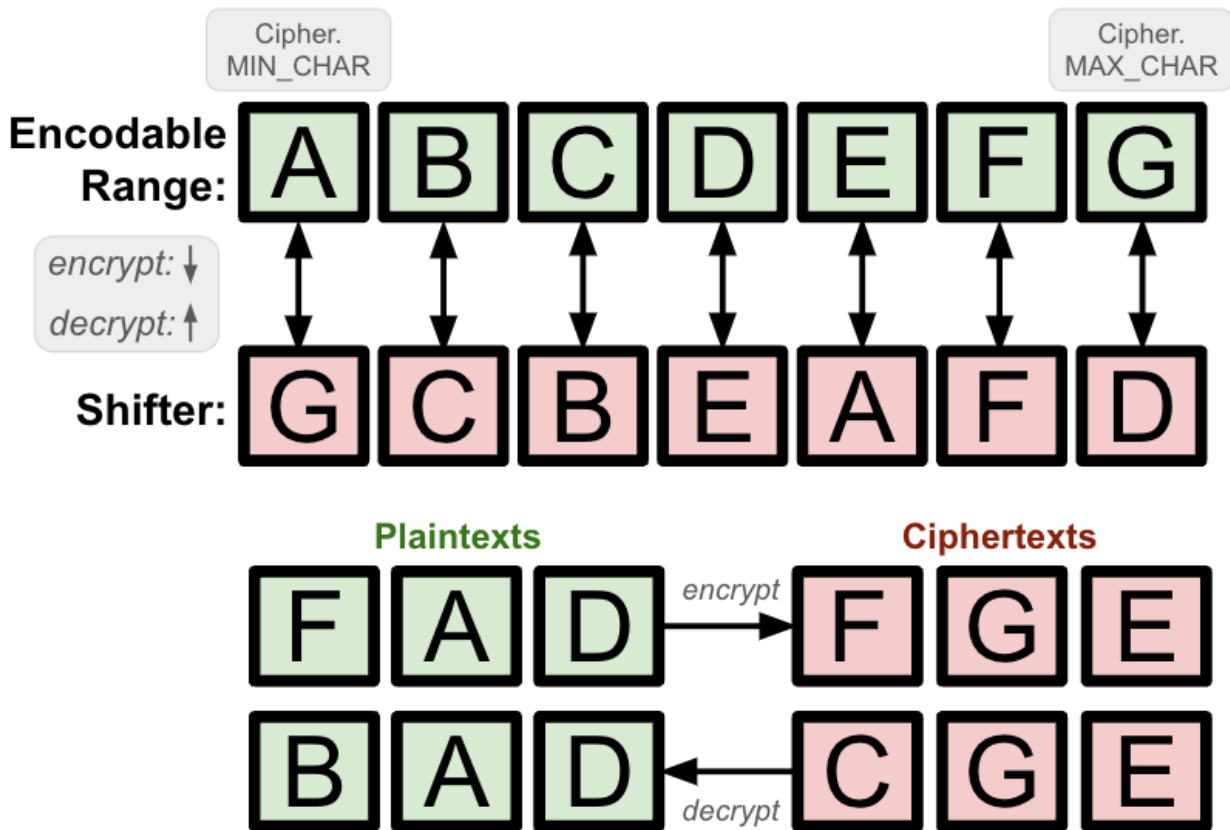 Cipher.
MIN_CHAR
Cipher.
MAX_CHAR
Encodable
Range:
A B C D E F G
encrypt: ↓
decrypt: ↑
Shifter:
G C B E A F D
Plaintexts
Ciphertexts
F A D
encrypt
F G E
B A D
decrypt
C G E